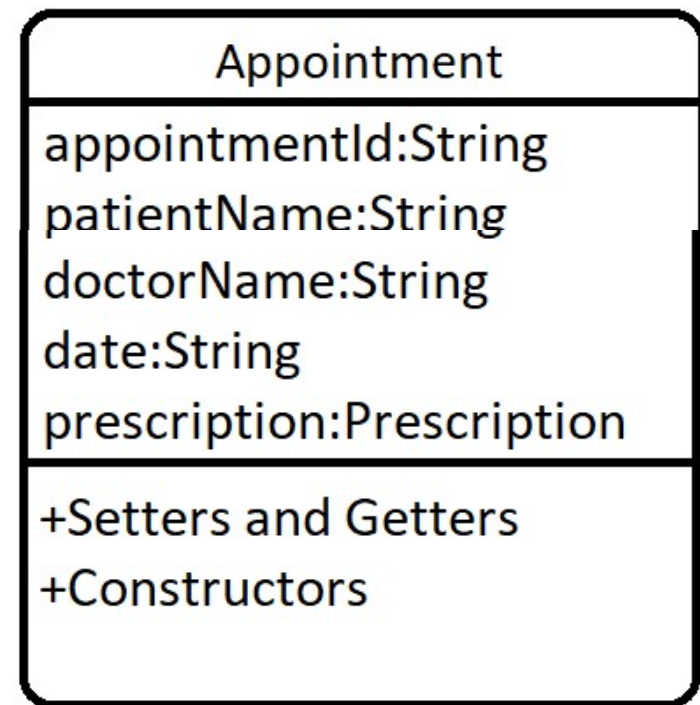 Appointment
appointmentId:String
patientName:String
doctorName:String
date:String
prescription:Prescription
+Setters and Getters
+Constructors